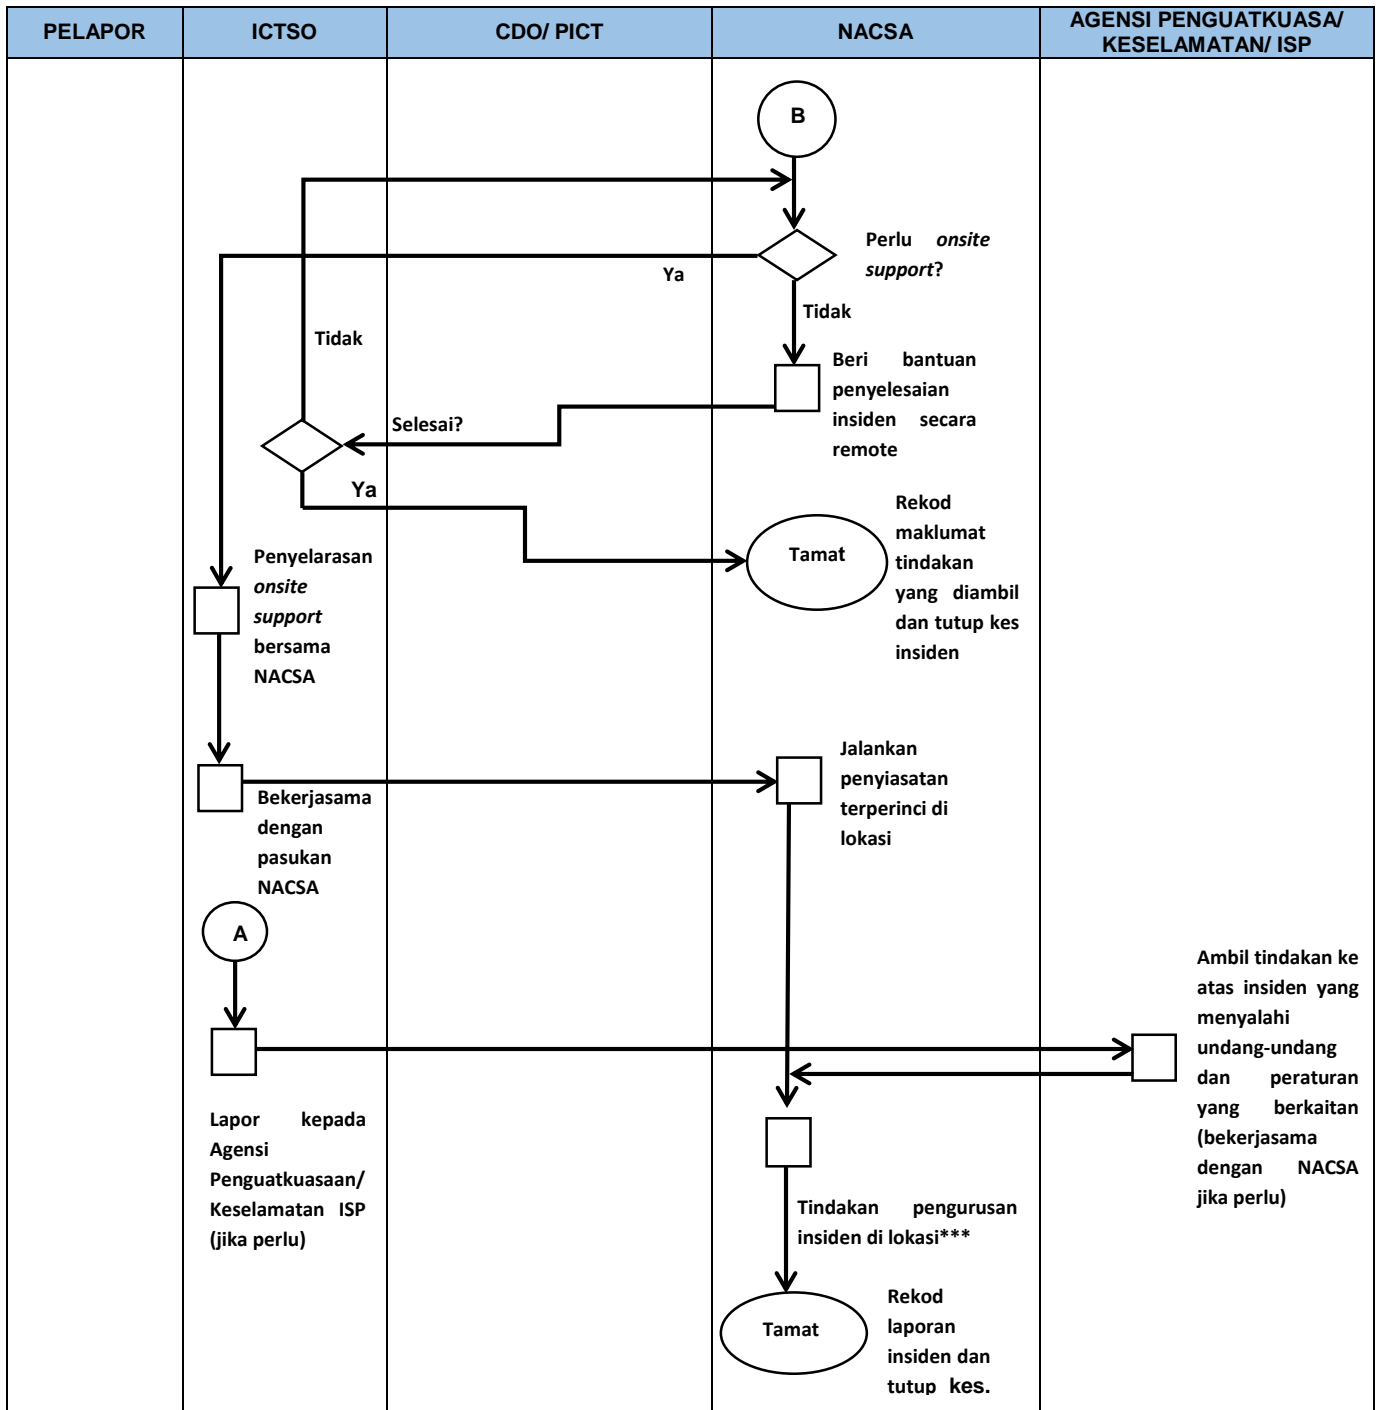 PELAPOR
ICTSO
CDO/ PICT
NACSA
AGENSI PENGUATKUASA/
KESELAMATAN/ ISP
B
Perlu onsite
support?
Ya
Tidak
Tidak
Beri bantuan
penyelesaian
insiden secara
remote
Selesai?
Ya
Rekod
maklumat
tindakan
yang diambil
dan tutup kes
insiden
Tamat
Penyelarasan
onsite
support
bersama
NACSA
Jalankan
penyiasatan
terperinci di
lokasi
Bekerjasama
dengan
pasukan
NACSA
A
Ambil tindakan ke
atas insiden yang
menyalahi
undang-undang
dan peraturan
yang berkaitan
(bekerjasama
dengan NACSA
jika perlu)
Lapor kepada
Agensi
Penguatkuasaan/
Keselamatan ISP
(jika perlu)
Tindakan pengurusan
insiden di lokasi***
Tamat
Rekod
laporan
insiden dan
tutup kes.